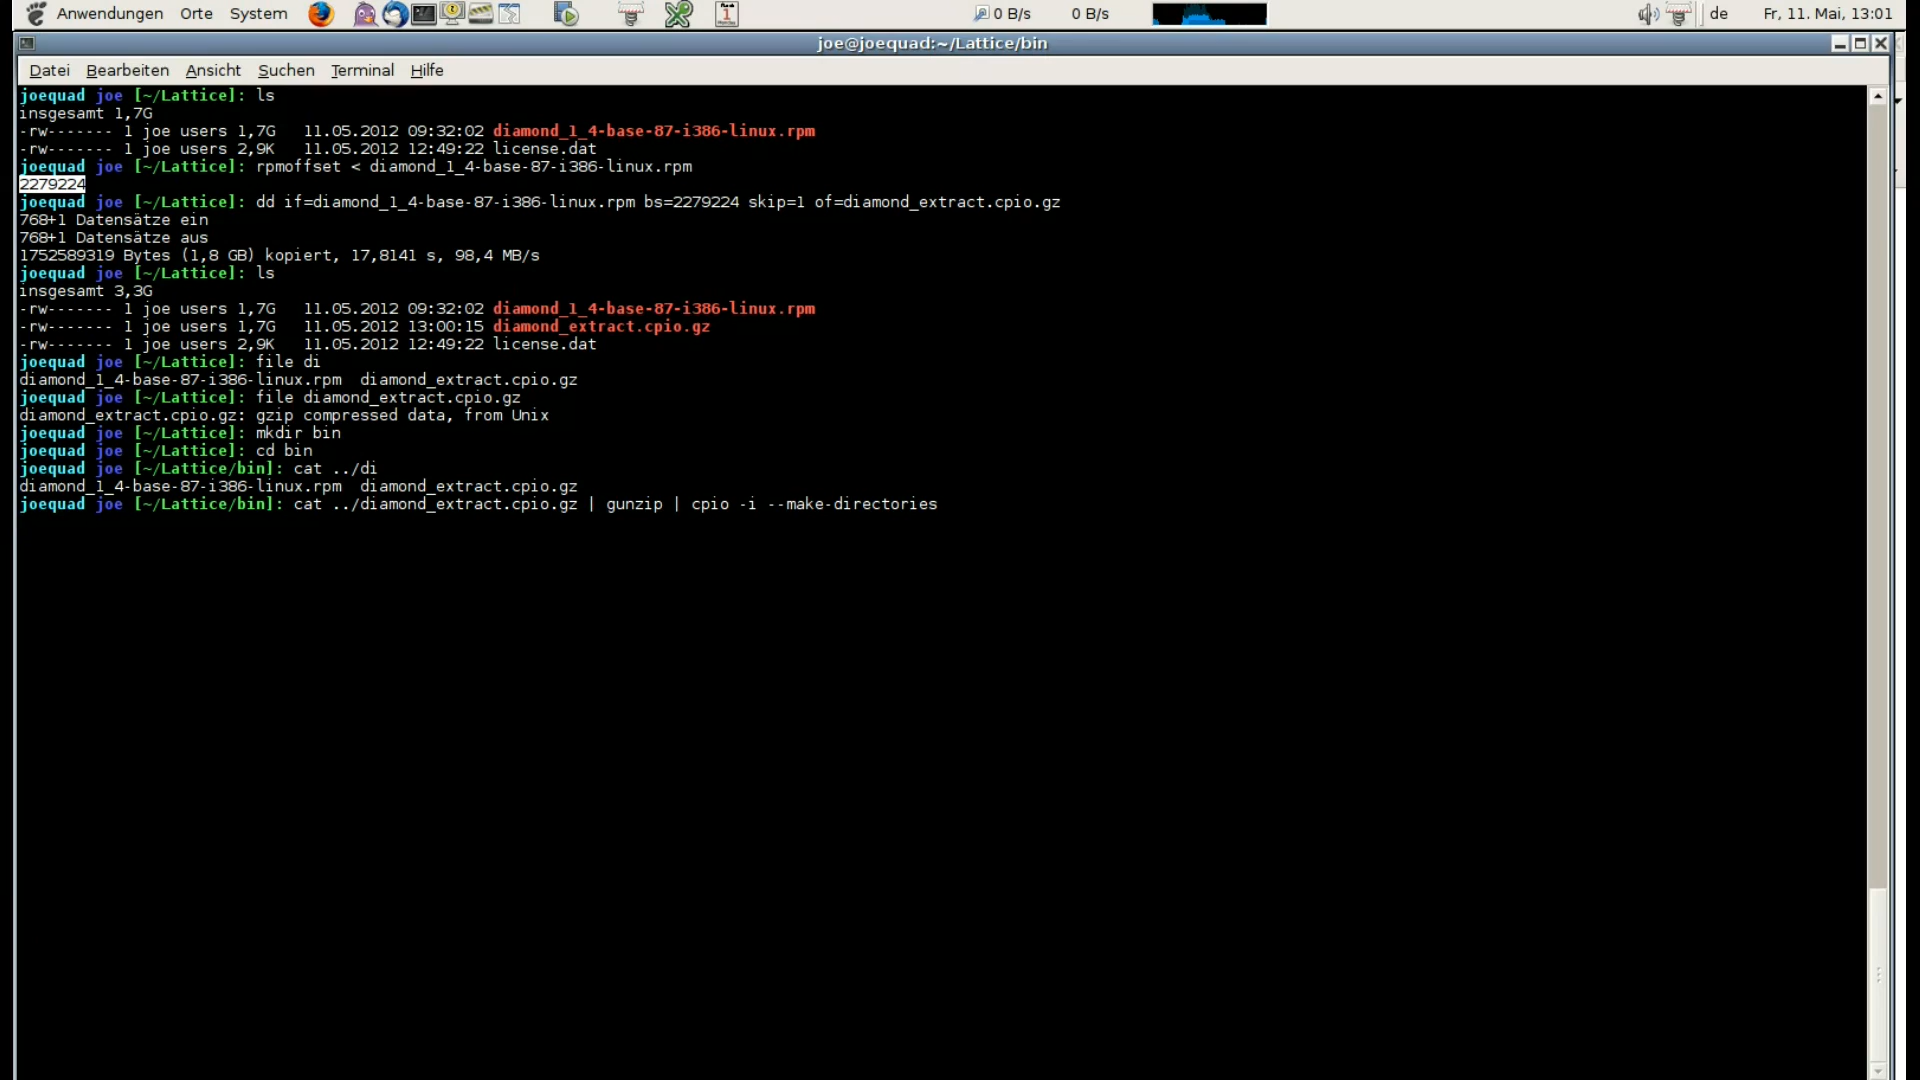 Anwendungen Orte System 0 B/s 0 B/s de Fr, 11. Mai, 13:01
joe@joequad:~/Lattice/bin
Datei Bearbeiten Ansicht Suchen Terminal Hilfe
joequad joe [~/Lattice]: ls
insgesamt 1,7G
-rw------- 1 joe users 1,7G   11.05.2012 09:32:02 diamond_1_4-base-87-i386-linux.rpm
-rw------- 1 joe users 2,9K   11.05.2012 12:49:22 license.dat
joequad joe [~/Lattice]: rpmoffset < diamond_1_4-base-87-i386-linux.rpm
2279224
joequad joe [~/Lattice]: dd if=diamond_1_4-base-87-i386-linux.rpm bs=2279224 skip=1 of=diamond_extract.cpio.gz
768+1 Datensätze ein
768+1 Datensätze aus
1752589319 Bytes (1,8 GB) kopiert, 17,8141 s, 98,4 MB/s
joequad joe [~/Lattice]: ls
insgesamt 3,3G
-rw------- 1 joe users 1,7G   11.05.2012 09:32:02 diamond_1_4-base-87-i386-linux.rpm
-rw------- 1 joe users 1,7G   11.05.2012 13:00:15 diamond_extract.cpio.gz
-rw------- 1 joe users 2,9K   11.05.2012 12:49:22 license.dat
joequad joe [~/Lattice]: file di
diamond_1_4-base-87-i386-linux.rpm  diamond_extract.cpio.gz
joequad joe [~/Lattice]: file diamond_extract.cpio.gz
diamond_extract.cpio.gz: gzip compressed data, from Unix
joequad joe [~/Lattice]: mkdir bin
joequad joe [~/Lattice]: cd bin
joequad joe [~/Lattice/bin]: cat ../di
diamond_1_4-base-87-i386-linux.rpm  diamond_extract.cpio.gz
joequad joe [~/Lattice/bin]: cat ../diamond_extract.cpio.gz | gunzip | cpio -i --make-directories